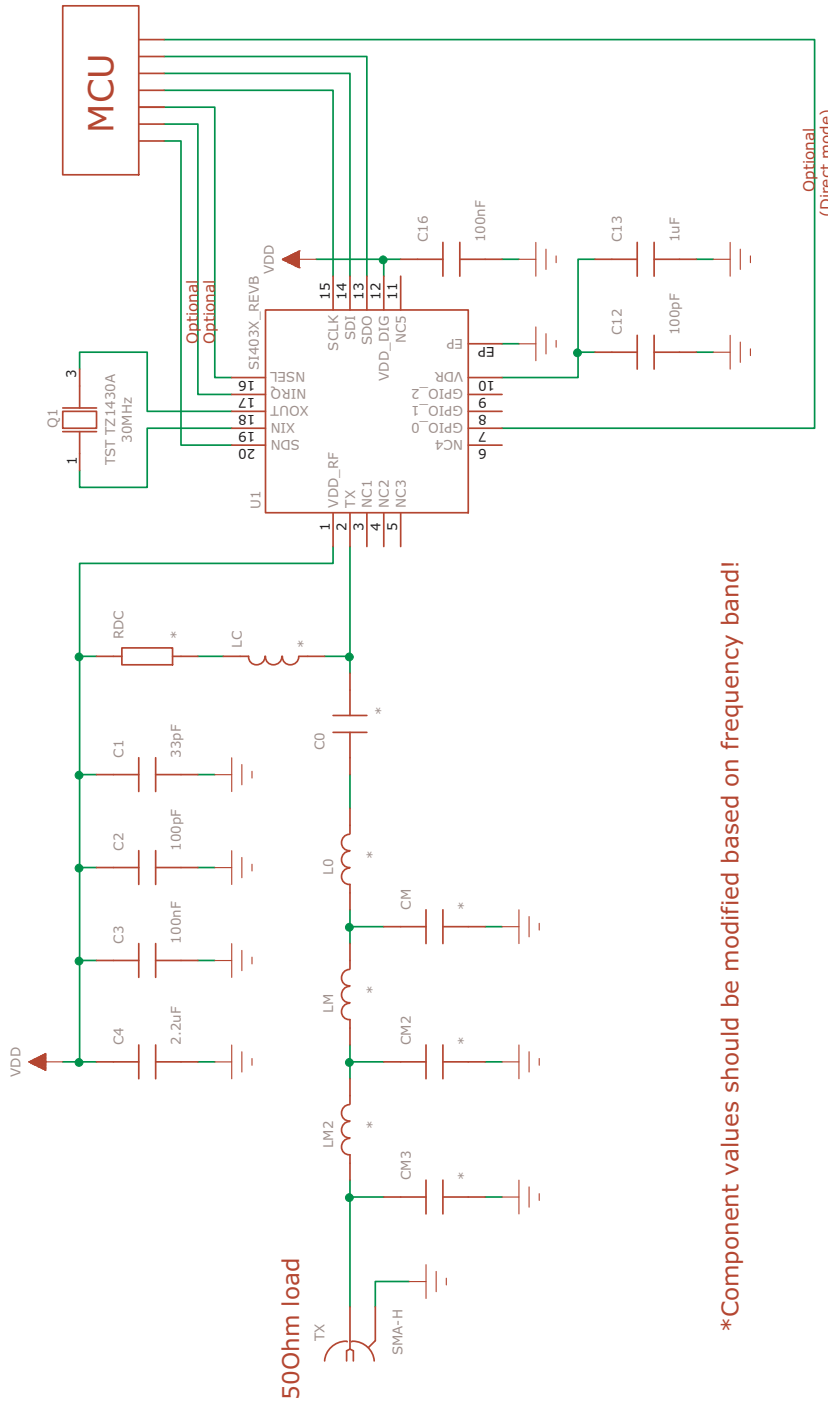 MCU
Optional
(Direct mode)
Optional
Optional
Q1
1
3
TST TZ1430A
30MHz
U1
SI403X_REVB
VDD
C16
100nF
C13
1uF
C12
100pF
SCLK
SDI
SDO
VDD_DIG
NC5
15
14
13
12
11
NSEL
NIRQ
XOUT
XIN
SDN
16
17
18
19
20
EP
EP
VDR
GPIO_2
GPIO_1
GPIO_0
NC4
10
9
8
7
6
VDD_RF
TX
NC1
NC2
NC3
1
2
3
4
5
VDD
C4
2.2uF
C3
100nF
C2
100pF
C1
33pF
RDC
*
LC
*
C0
*
L0
*
CM
*
LM
*
CM2
*
LM2
*
CM3
*
50Ohm load
TX
SMA-H
*Component values should be modified based on frequency band!